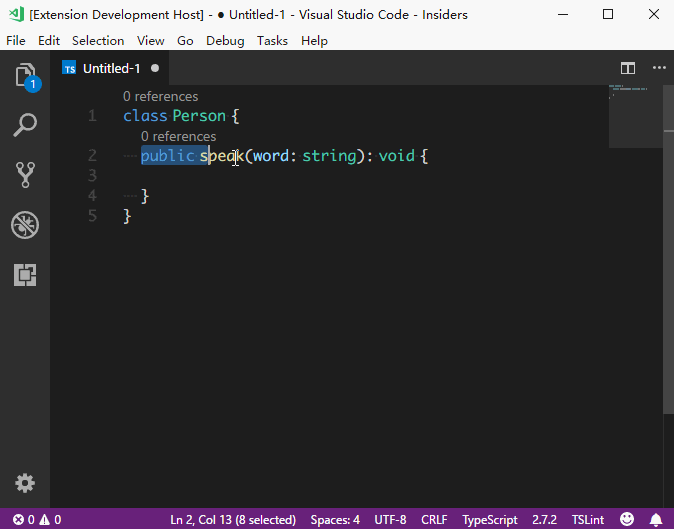 [Extension Development Host] - ● Untitled-1 - Visual Studio Code - Insiders
File Edit Selection View Go Debug Tasks Help
1
TS Untitled-1 ●
0 references
1 class Person {
0 references
2 public speak(word: string): void {
3
4 }
5 }
0 0 Ln 2, Col 13 (8 selected) Spaces: 4 UTF-8 CRLF TypeScript 2.7.2 TSLint